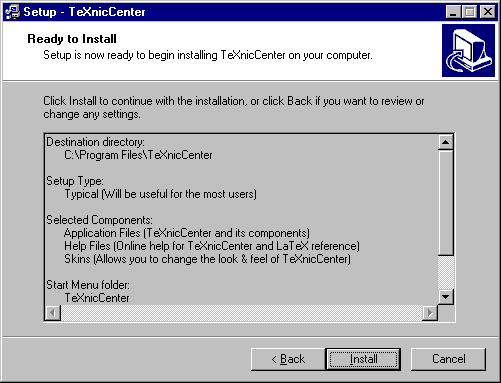 Setup - TeXnicCenter
Ready to Install
Setup is now ready to begin installing TeXnicCenter on your computer.
Click Install to continue with the installation, or click Back if you want to review or
change any settings.
Destination directory:
C:\Program Files\TeXnicCenter
Setup Type:
Typical (Will be useful for the most users)
Selected Components:
Application Files (TeXnicCenter and its components)
Help Files (Online help for TeXnicCenter and LaTeX reference)
Skins (Allows you to change the look & feel of TeXnicCenter)
Start Menu folder:
TeXnicCenter
< Back Install Cancel